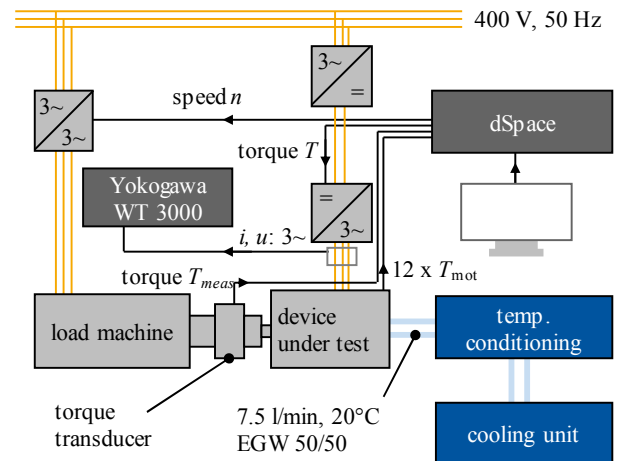 400 V, 50 Hz
3~
=
3~
3~
speed n
dSpace
torque T
Yokogawa
WT 3000
=
3~
i, u: 3~
torque Tmeas
12 x Tmot
load machine
device
under test
temp.
conditioning
torque
transducer
7.5 l/min, 20°C
EGW 50/50
cooling unit